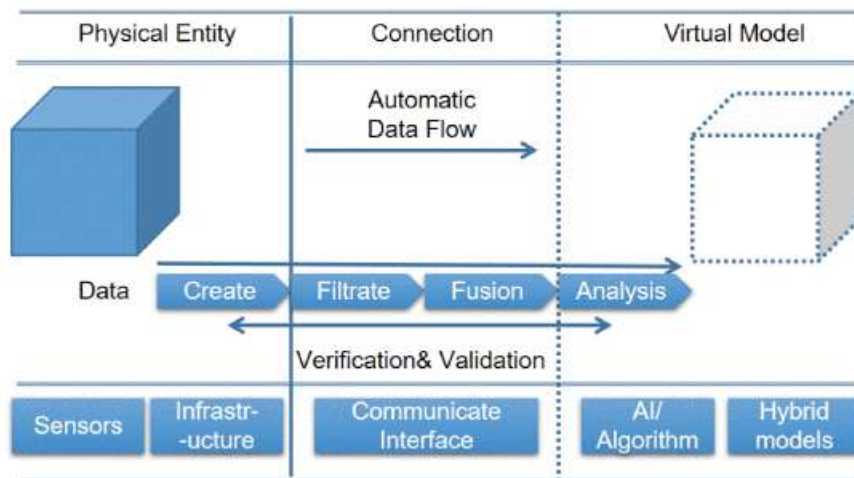 Physical Entity
Connection
Virtual Model
Automatic
Data Flow
Data
Create
Filtrate
Fusion
Analysis
Verification& Validation
Sensors
Infrastr-
-ucture
Communicate
Interface
AI/
Algorithm
Hybrid
models